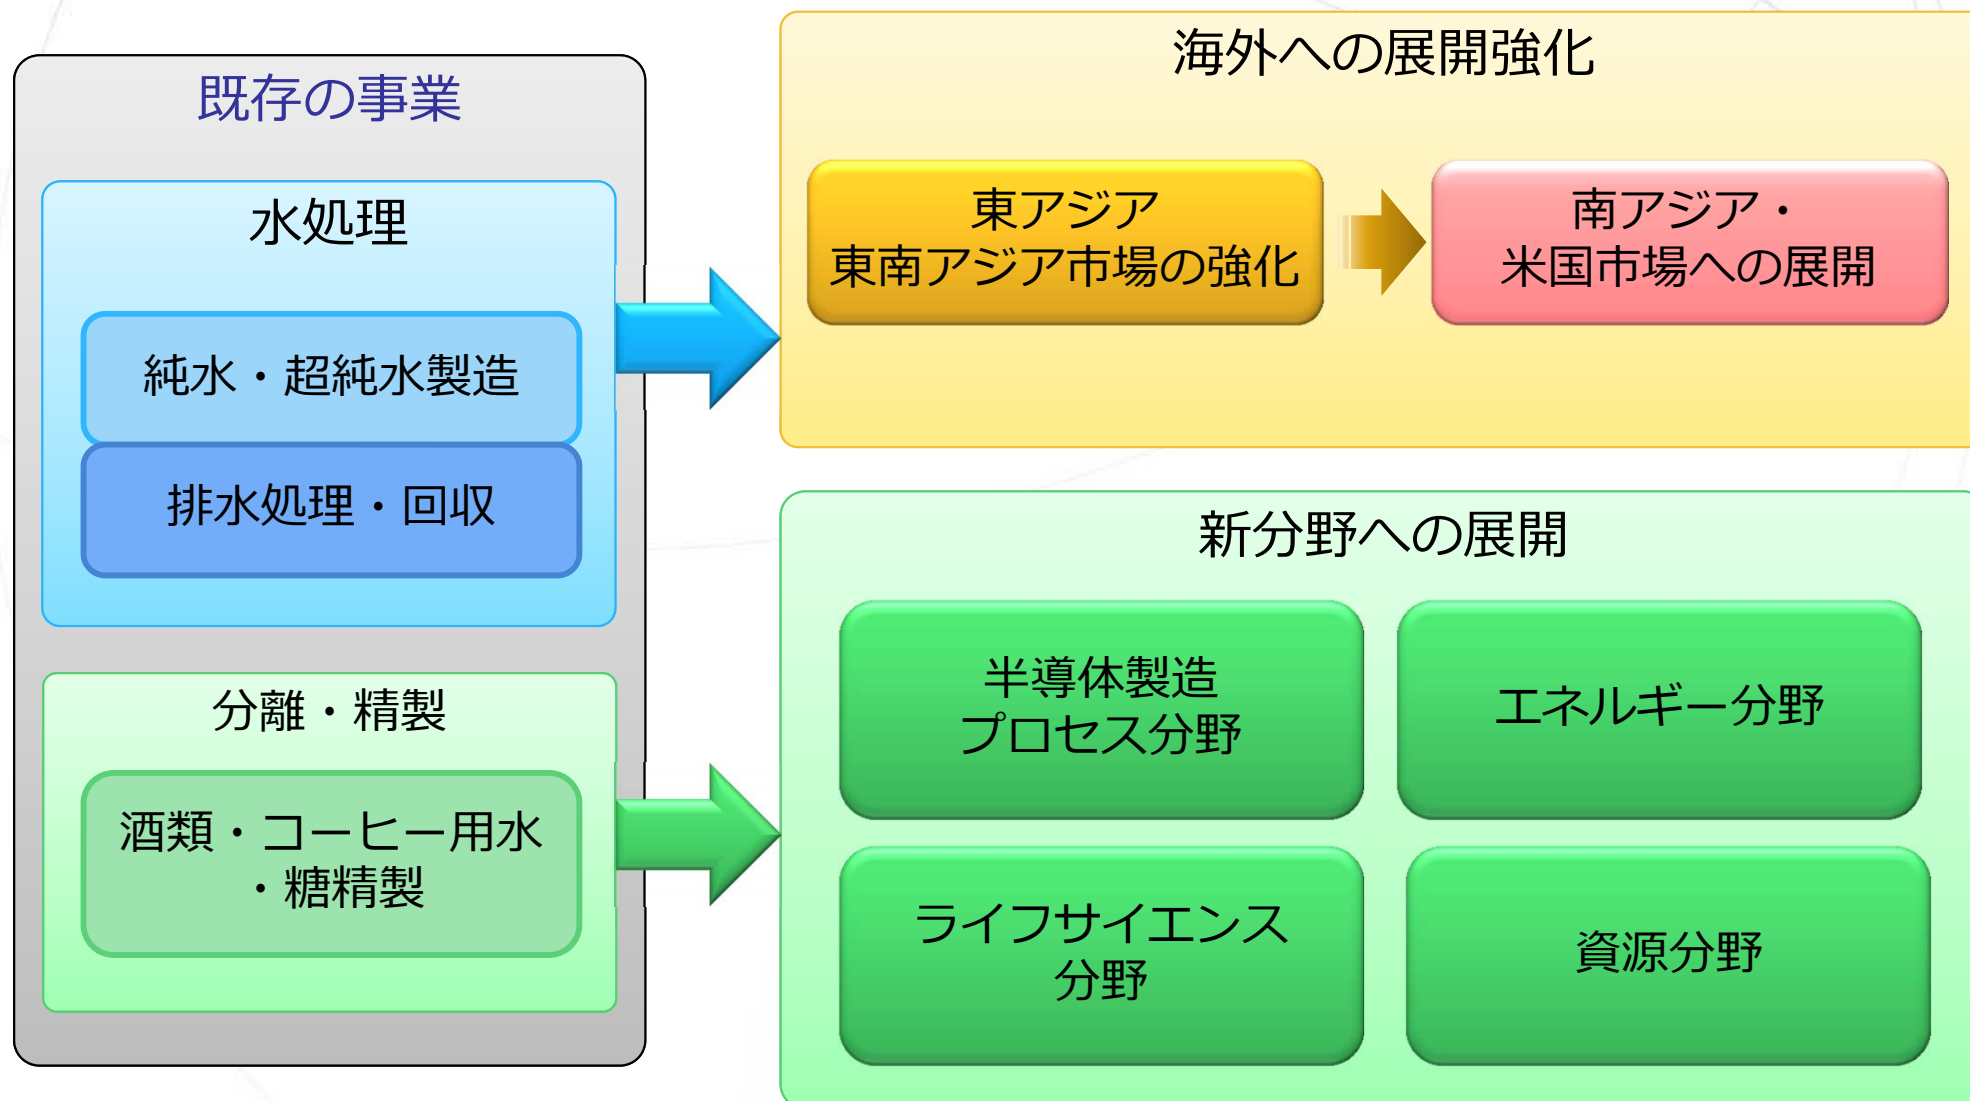 既存の事業
水処理
純水・超純水製造
排水処理・回収
分離・精製
酒類・コーヒー用水
・糖精製
海外への展開強化
東アジア
東南アジア市場の強化
南アジア・
米国市場への展開
新分野への展開
半導体製造
プロセス分野
エネルギー分野
ライフサイエンス
分野
資源分野